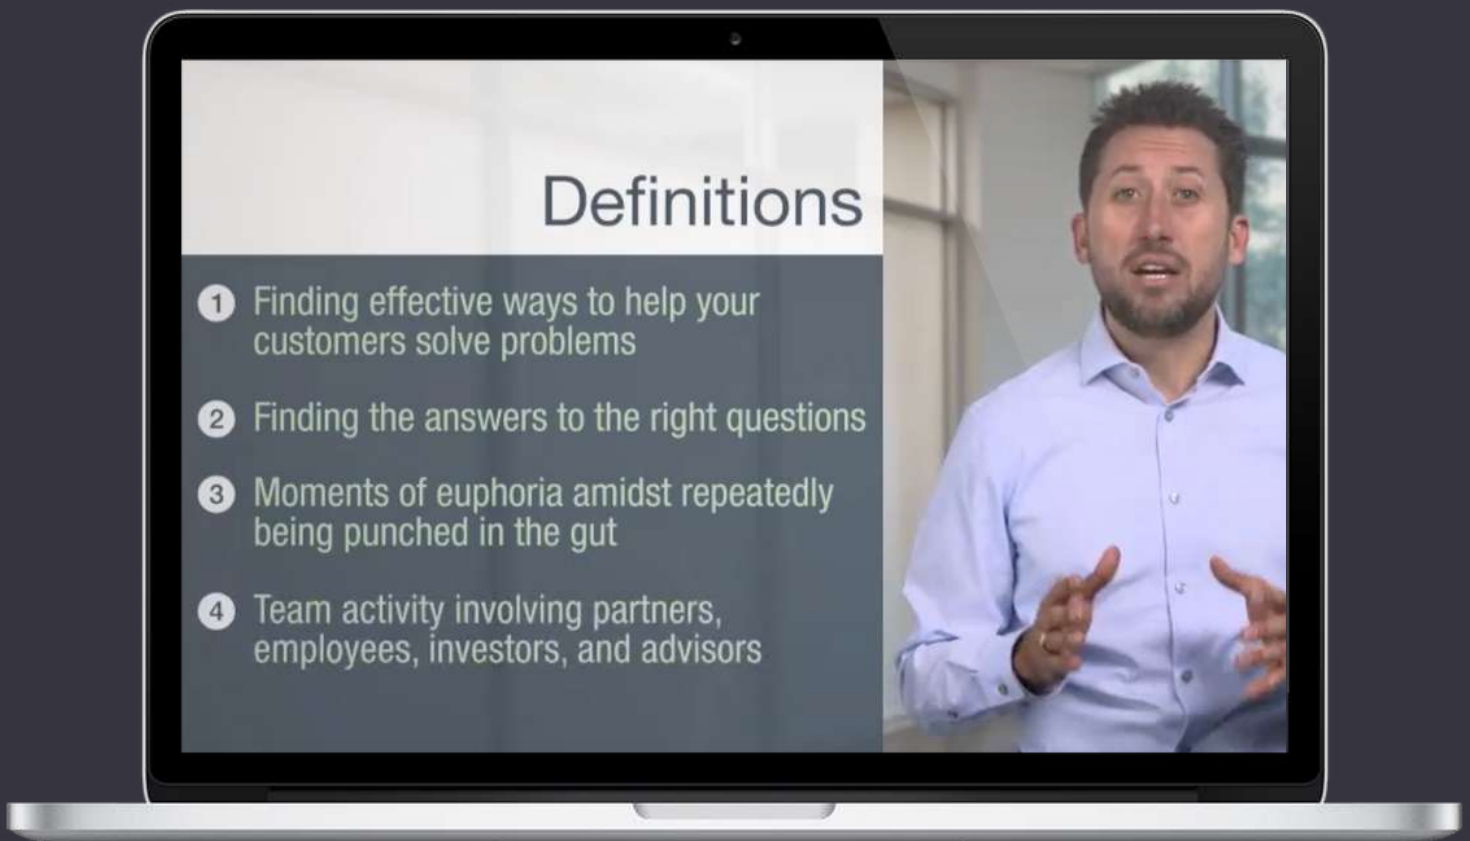 Definitions
1 Finding effective ways to help your
customers solve problems
2 Finding the answers to the right questions
3 Moments of euphoria amidst repeatedly
being punched in the gut
4 Team activity involving partners,
employees, investors, and advisors